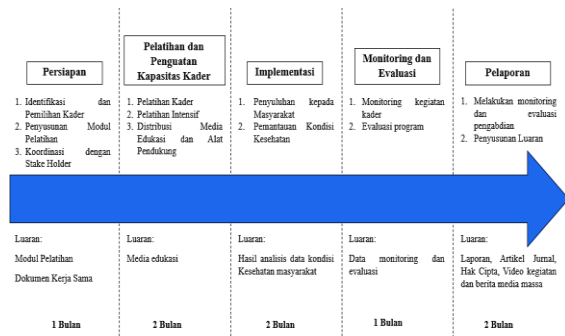 Persiapan
1. Identifikasi dan
Pemilihan Kader
2. Penyusunan Modul
Pelatihan
3. Koordinasi dengan
Stake Holder
Luaran:
Modul Pelatihan
Dokumen Kerja Sama
1 Bulan
Pelatihan dan
Penguatan
Kapasitas Kader
1. Pelatihan Kader
2. Pelatihan Intensif
3. Distribusi Media
Edukasi dan Alat
Pendukung
Luaran:
Media edukasi
2 Bulan
Implementasi
1. Penyuluhan kepada
Masyarakat
2. Pemantauan Kondisi
Kesehatan
Luaran:
Hasil analisis data kondisi
Kesehatan masyarakat
2 Bulan
Monitoring dan
Evaluasi
1. Monitoring kegiatan
kader
2. Evaluasi program
Luaran:
Data monitoring dan
evaluasi
1 Bulan
Pelaporan
1. Melakukan monitoring
dan evaluasi
pengabdian
2. Penyusunan Luaran
Luaran:
Laporan, Artikel Jurnal,
Hak Cipta, Video kegiatan
dan berita media massa
2 Bulan